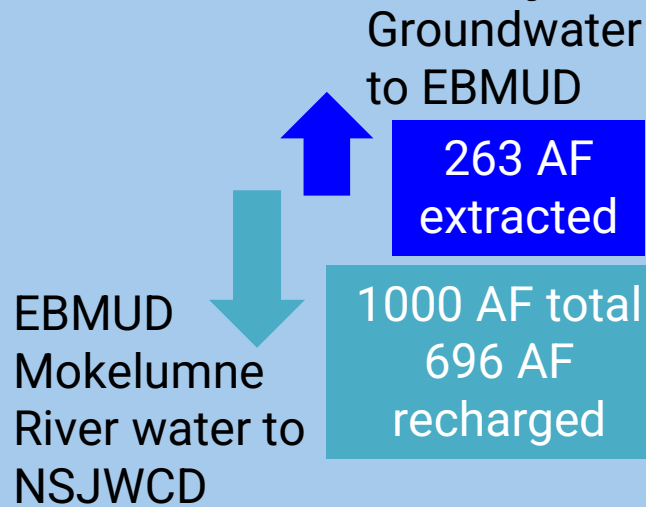 Groundwater
to EBMUD
263 AF
extracted
1000 AF total
696 AF
recharged
EBMUD
Mokelumne
River water to
NSJWCD